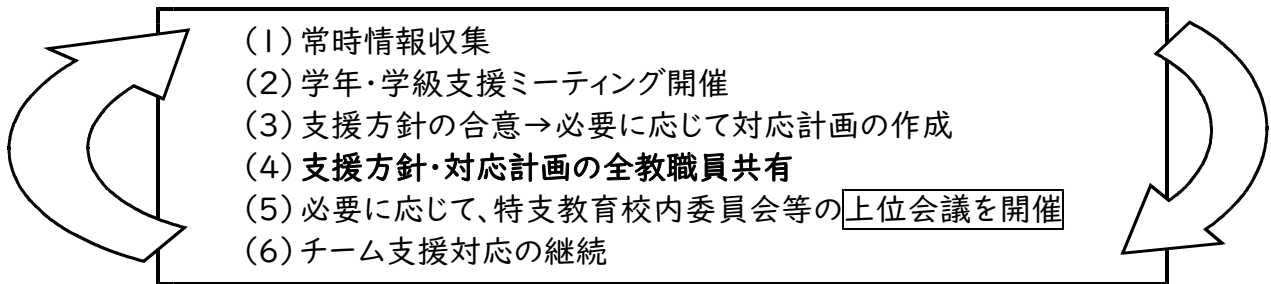 (1) 常時情報収集
(2) 学年・学級支援ミーティング開催
(3) 支援方針の合意→必要に応じて対応計画の作成
(4) 支援方針・対応計画の全教職員共有
(5) 必要に応じて、特支教育校内委員会等の上位会議を開催
(6) チーム支援対応の継続